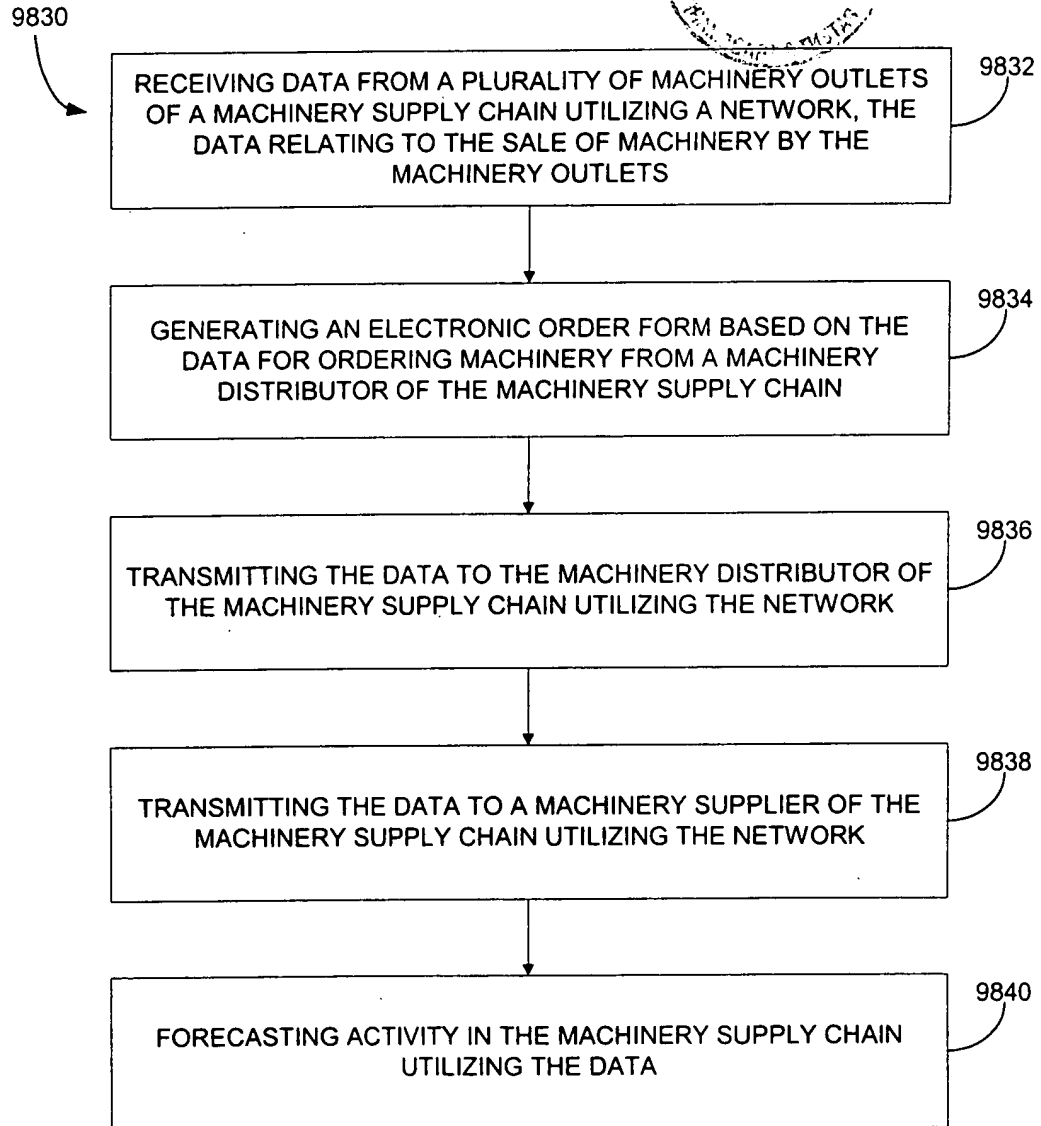 9830
RECEIVING DATA FROM A PLURALITY OF MACHINERY OUTLETS
OF A MACHINERY SUPPLY CHAIN UTILIZING A NETWORK, THE
DATA RELATING TO THE SALE OF MACHINERY BY THE
MACHINERY OUTLETS
9832
GENERATING AN ELECTRONIC ORDER FORM BASED ON THE
DATA FOR ORDERING MACHINERY FROM A MACHINERY
DISTRIBUTOR OF THE MACHINERY SUPPLY CHAIN
9834
TRANSMITTING THE DATA TO THE MACHINERY DISTRIBUTOR OF
THE MACHINERY SUPPLY CHAIN UTILIZING THE NETWORK
9836
TRANSMITTING THE DATA TO A MACHINERY SUPPLIER OF THE
MACHINERY SUPPLY CHAIN UTILIZING THE NETWORK
9838
FORECASTING ACTIVITY IN THE MACHINERY SUPPLY CHAIN
UTILIZING THE DATA
9840